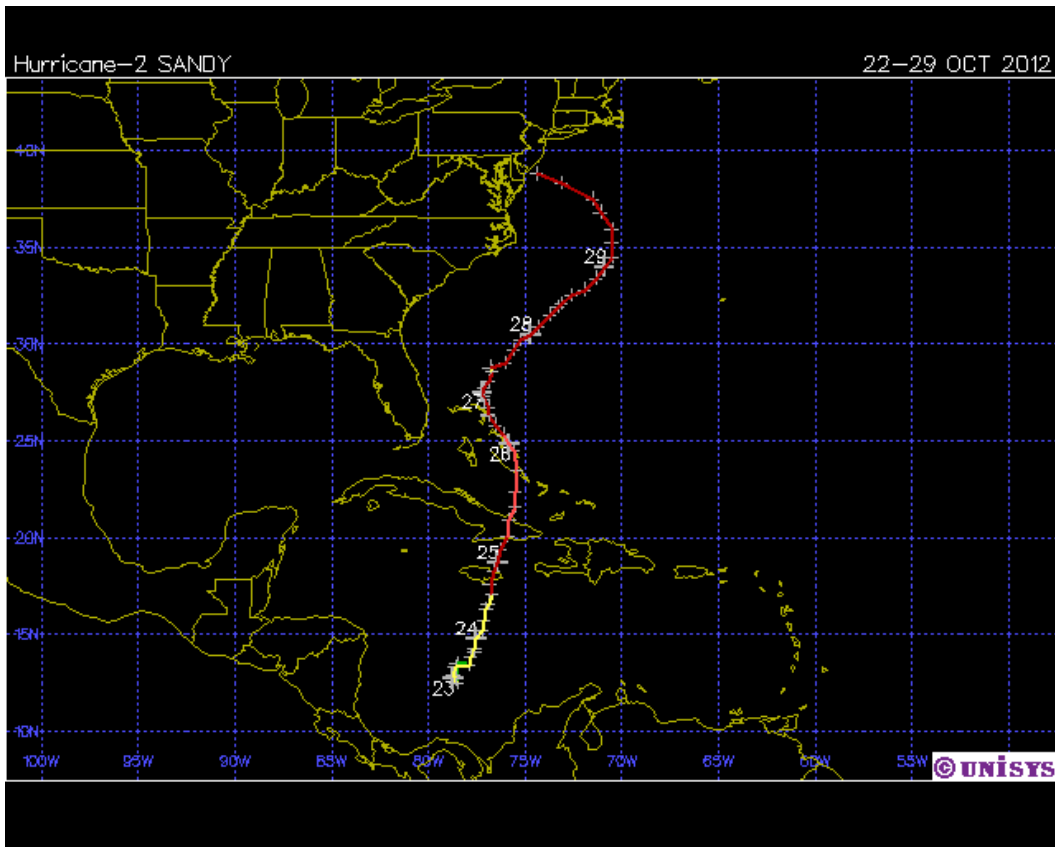 Hurricane-2 SANDY 22-29 OCT 2012
40N
35N
29
30N
28
27
25N
26
20N
25
15N
24
23
10N
100W 95W 90W 85W 80W 75W 70W 65W 60W 55W
© UNISYS